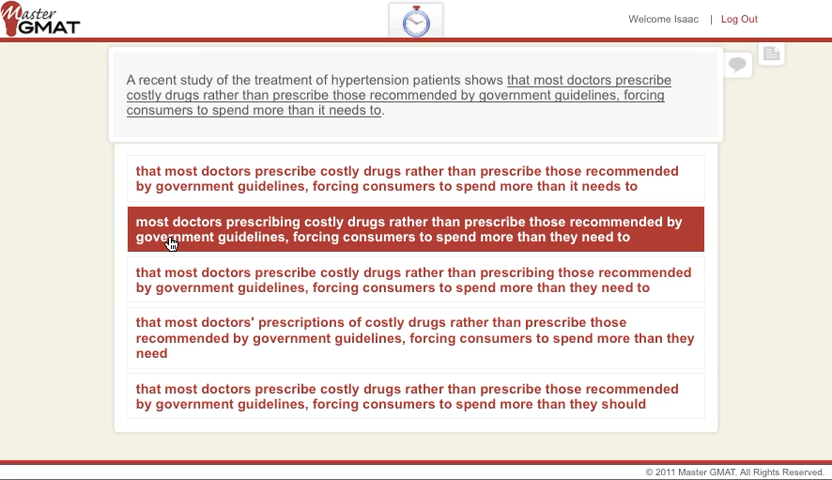 Master
GMAT
Welcome Isaac | Log Out
A recent study of the treatment of hypertension patients shows that most doctors prescribe
costly drugs rather than prescribe those recommended by government guidelines, forcing
consumers to spend more than it needs to.
that most doctors prescribe costly drugs rather than prescribe those recommended
by government guidelines, forcing consumers to spend more than it needs to
most doctors prescribing costly drugs rather than prescribe those recommended by
government guidelines, forcing consumers to spend more than they need to
that most doctors prescribe costly drugs rather than prescribing those recommended
by government guidelines, forcing consumers to spend more than they need to
that most doctors' prescriptions of costly drugs rather than prescribe those
recommended by government guidelines, forcing consumers to spend more than they
need
that most doctors prescribe costly drugs rather than prescribe those recommended
by government guidelines, forcing consumers to spend more than they should
© 2011 Master GMAT. All Rights Reserved.